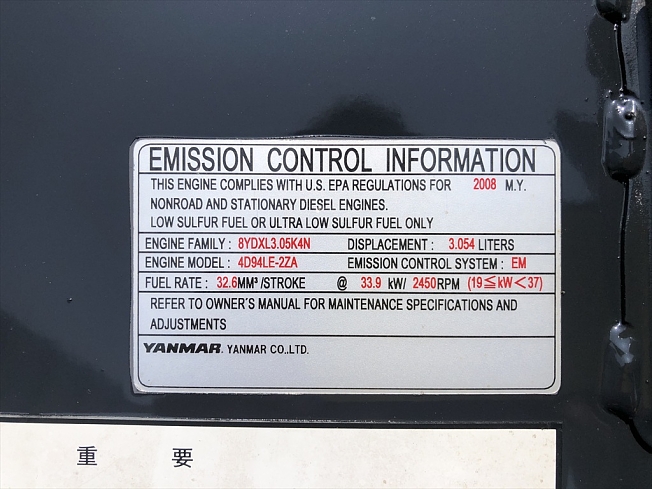 EMISSION CONTROL INFORMATION
THIS ENGINE COMPLIES WITH U.S. EPA REGULATIONS FOR 2008 M.Y.
NONROAD AND STATIONARY DIESEL ENGINES.
LOW SULFUR FUEL OR ULTRA LOW SULFUR FUEL ONLY
ENGINE FAMILY : 8YDXL3.05K4N DISPLACEMENT : 3.054 LITERS
ENGINE MODEL : 4D94LE-2ZA EMISSION CONTROL SYSTEM : EM
FUEL RATE : 32.6MM³/STROKE @ 33.9 kW/ 2450RPM (19≦kW<37)
REFER TO OWNER'S MANUAL FOR MAINTENANCE SPECIFICATIONS AND
ADJUSTMENTS
YANMAR. YANMAR CO.,LTD.
重 要